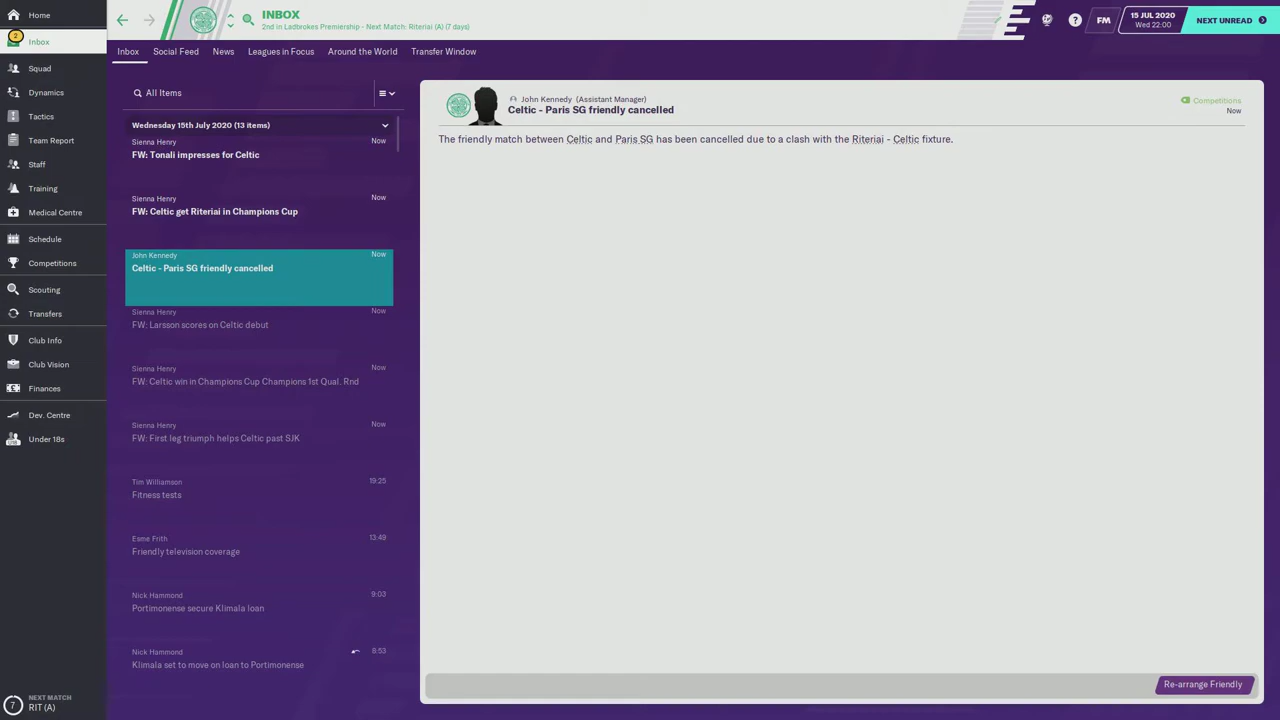 Home
2
Inbox
Squad
Dynamics
Tactics
Team Report
Staff
Training
Medical Centre
Schedule
Competitions
Scouting
Transfers
Club Info
Club Vision
Finances
Dev. Centre
Under 18s
7
NEXT MATCH
RIT (A)
INBOX
2nd in Ladbrokes Premiership - Next Match: Riteriai (A) (7 days)
?
FM
15 JUL 2020
Wed 22:00
NEXT UNREAD
Inbox Social Feed News Leagues in Focus Around the World Transfer Window
All Items
Wednesday 15th July 2020 (13 items)
Sienna Henry Now
FW: Tonali impresses for Celtic
Sienna Henry Now
FW: Celtic get Riteriai in Champions Cup
John Kennedy Now
Celtic - Paris SG friendly cancelled
Sienna Henry Now
FW: Larsson scores on Celtic debut
Sienna Henry Now
FW: Celtic win in Champions Cup Champions 1st Qual. Rnd
Sienna Henry Now
FW: First leg triumph helps Celtic past SJK
Tim Williamson 19:25
Fitness tests
Esme Frith 13:49
Friendly television coverage
Nick Hammond 9:03
Portimonense secure Klimala loan
Nick Hammond 8:53
Klimala set to move on loan to Portimonense
John Kennedy (Assistant Manager)
Celtic - Paris SG friendly cancelled
Competitions
Now
The friendly match between Celtic and Paris SG has been cancelled due to a clash with the Riteriai - Celtic fixture.
Re-arrange Friendly